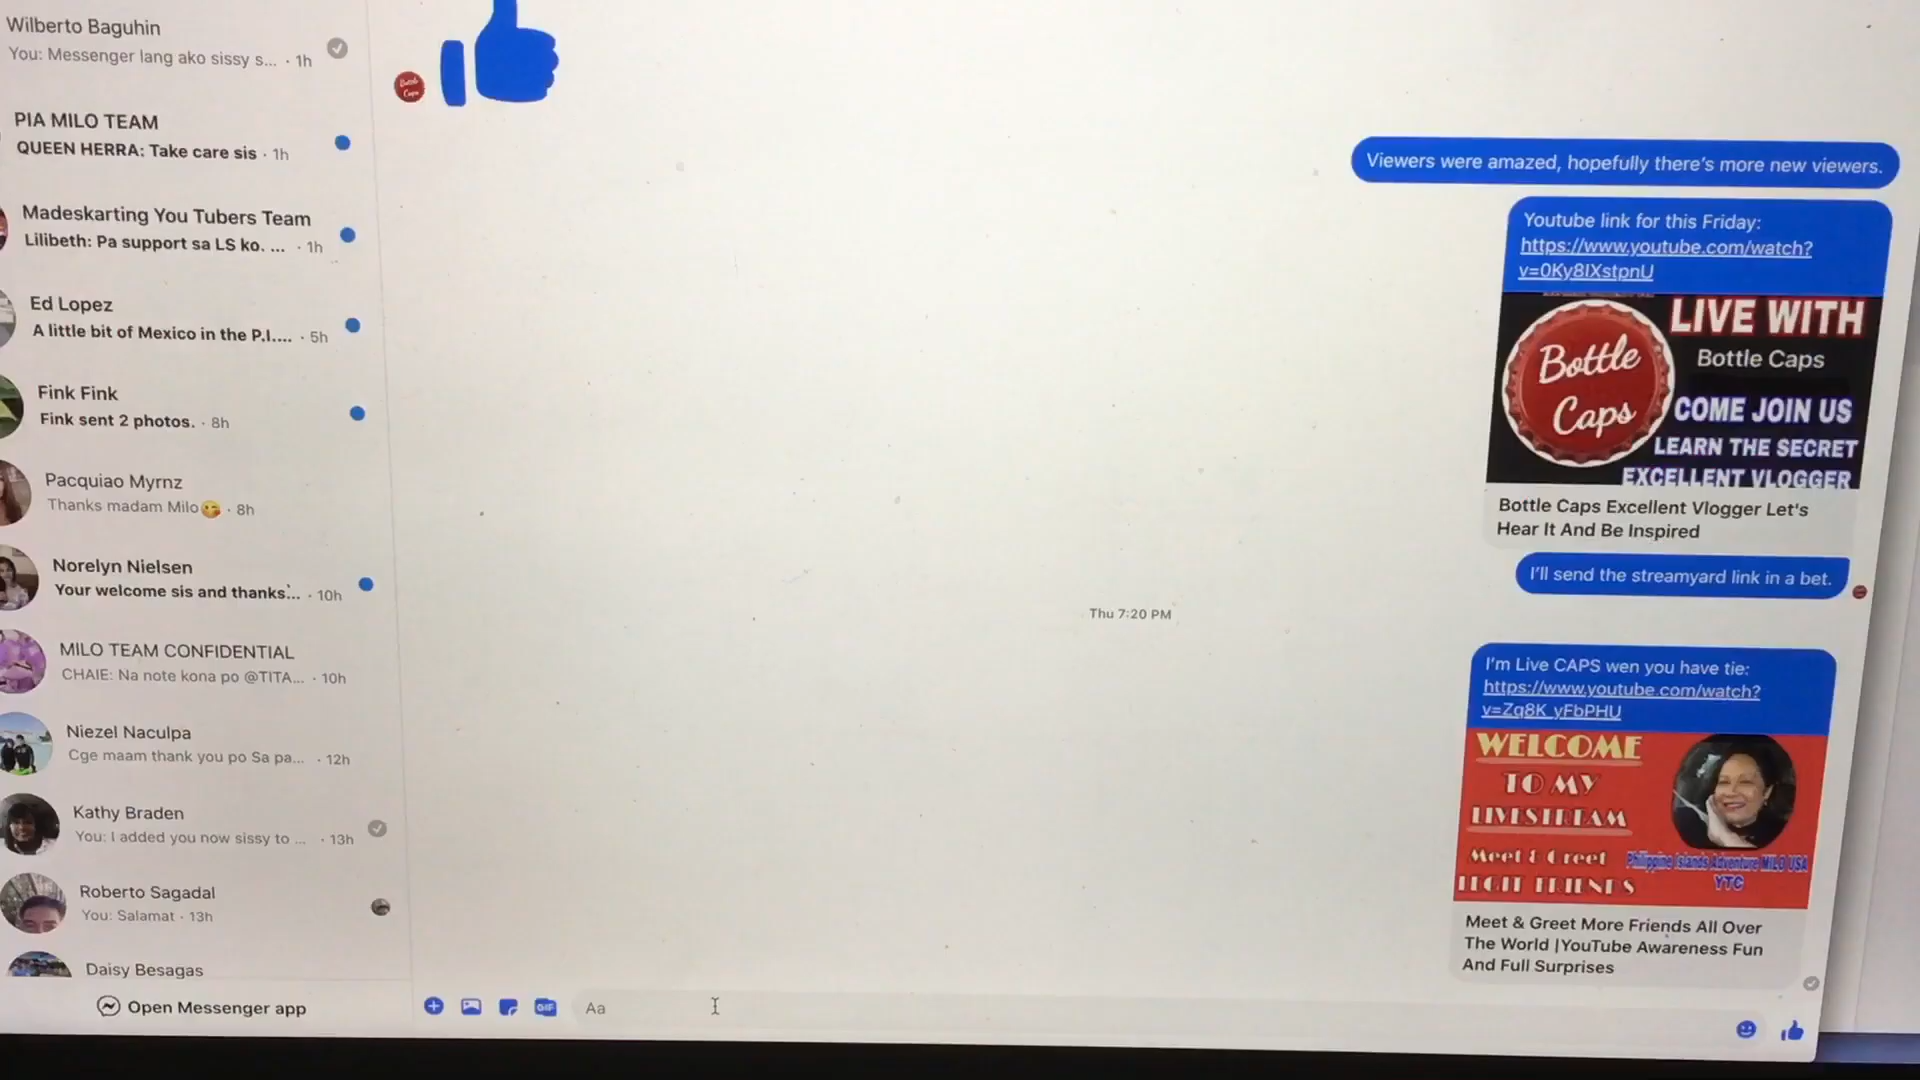 Wilberto Baguhin
You: Messenger lang ako sissy s... · 1h
PIA MILO TEAM
QUEEN HERRA: Take care sis · 1h
Madeskarting You Tubers Team
Lilibeth: Pa support sa LS ko. ... · 1h
Ed Lopez
A little bit of Mexico in the P.I.... · 5h
Fink Fink
Fink sent 2 photos. · 8h
Pacquiao Myrnz
Thanks madam Milo😋 · 8h
Norelyn Nielsen
Your welcome sis and thanks... · 10h
MILO TEAM CONFIDENTIAL
CHAIE: Na note kona po @TITA... · 10h
Niezel Naculpa
Cge maam thank you po Sa pa... · 12h
Kathy Braden
You: I added you now sissy to ... · 13h
Roberto Sagadal
You: Salamat · 13h
Daisy Besagas
Open Messenger app
Bottle
Caps
Viewers were amazed, hopefully there's more new viewers.
Youtube link for this Friday:
https://www.youtube.com/watch?
v=0Ky8IXstpnU
Bottle
Caps
LIVE WITH
Bottle Caps
COME JOIN US
LEARN THE SECRET
EXCELLENT VLOGGER
Bottle Caps Excellent Vlogger Let's
Hear It And Be Inspired
I'll send the streamyard link in a bet.
Thu 7:20 PM
I'm Live CAPS wen you have tie:
https://www.youtube.com/watch?
v=Zq8K_yFbPHU
WELCOME
TO MY
LIVESTREAM
Meet & Greet
LEGIT FRIENDS
Philippine Islands Adventure MILO USA
YTC
Meet & Greet More Friends All Over
The World |YouTube Awareness Fun
And Full Surprises
GIF
Aa